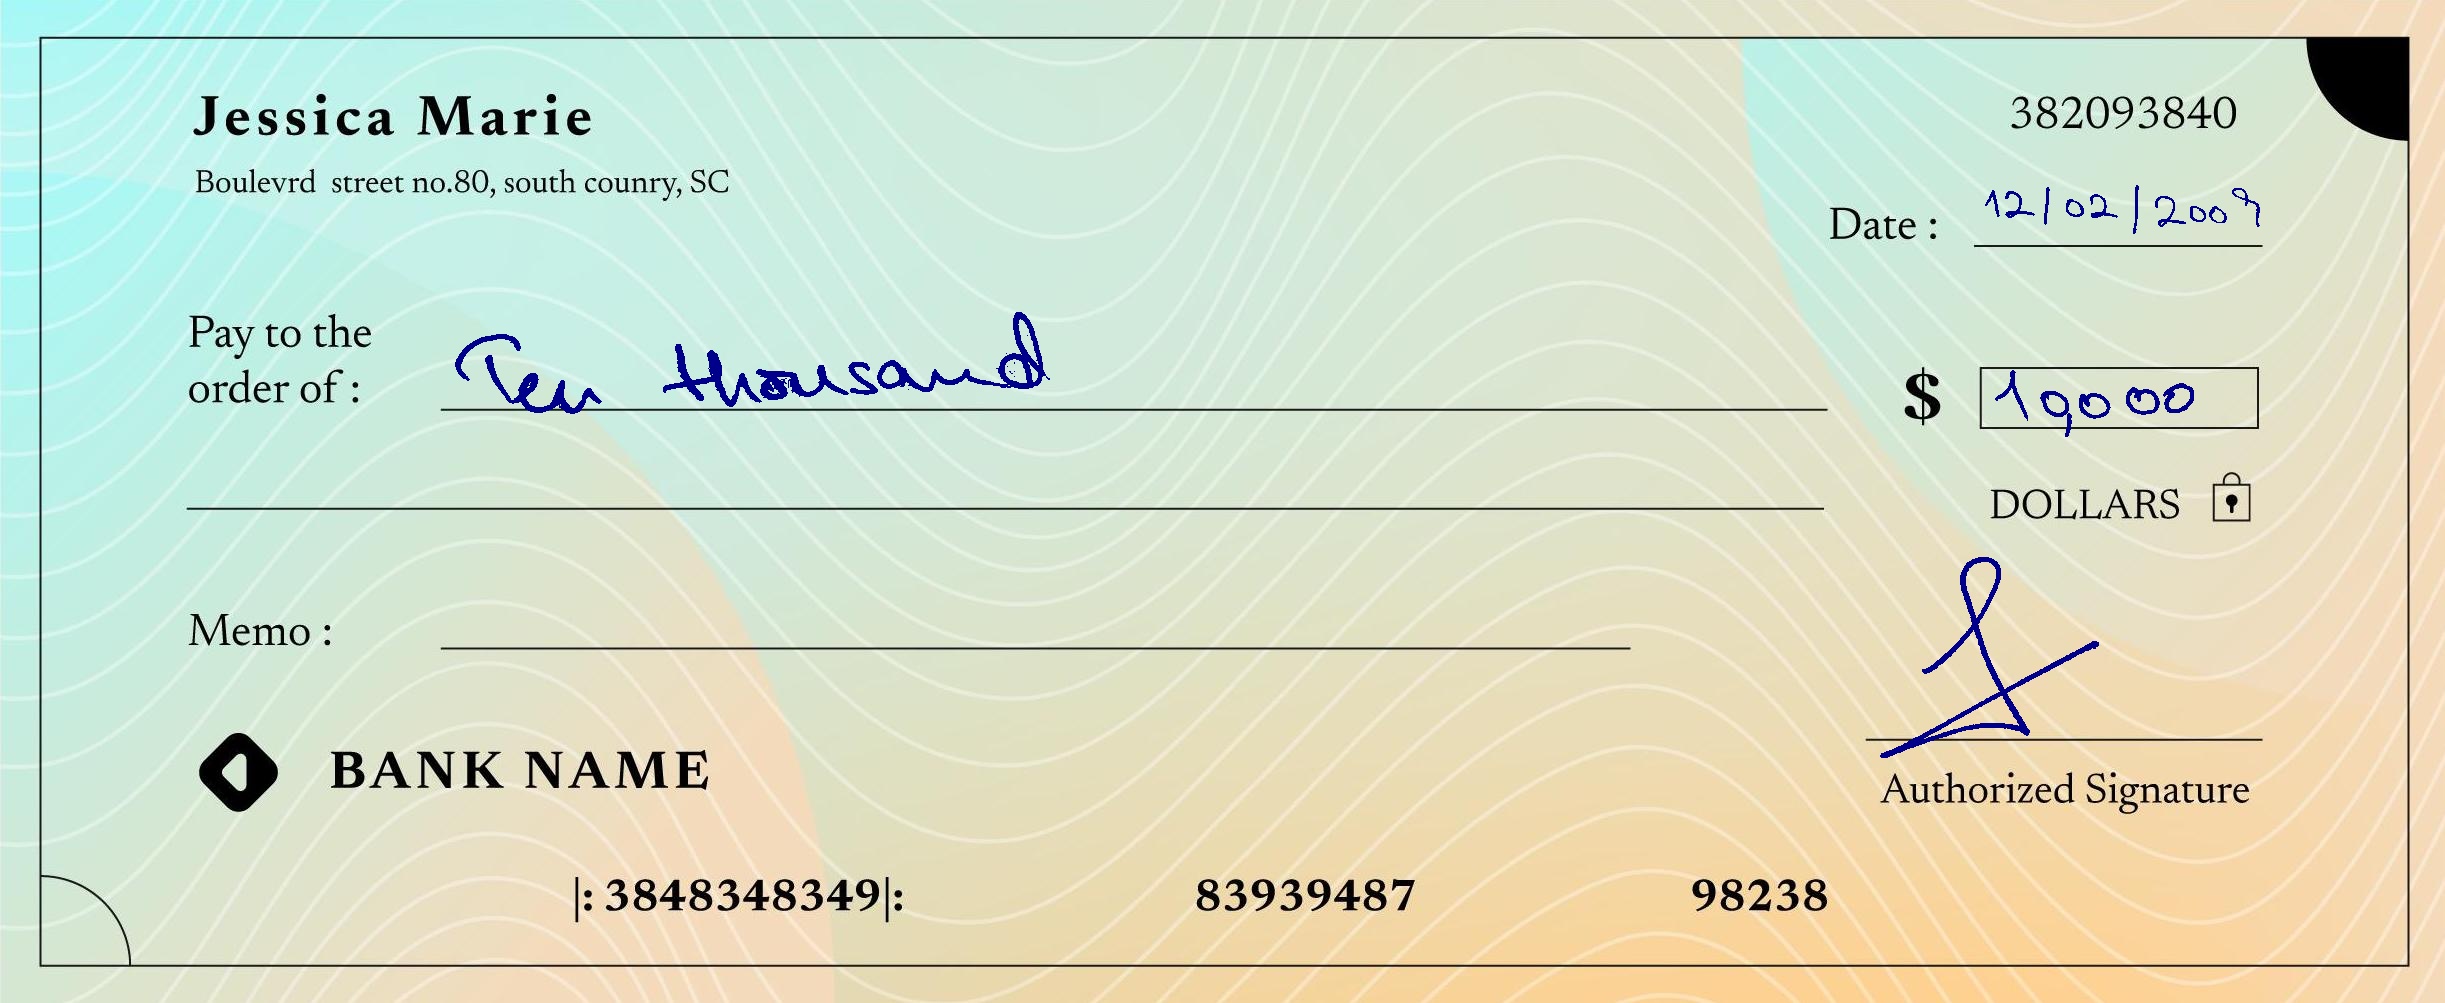 Jessica Marie
382093840
Boulevrd street no.80, south counry, SC
Date : 12/02/2009
Pay to the
order of : Ten thousand
$ 10,000
DOLLARS
Memo :
BANK NAME
Authorized Signature
|: 3848348349|: 83939487 98238